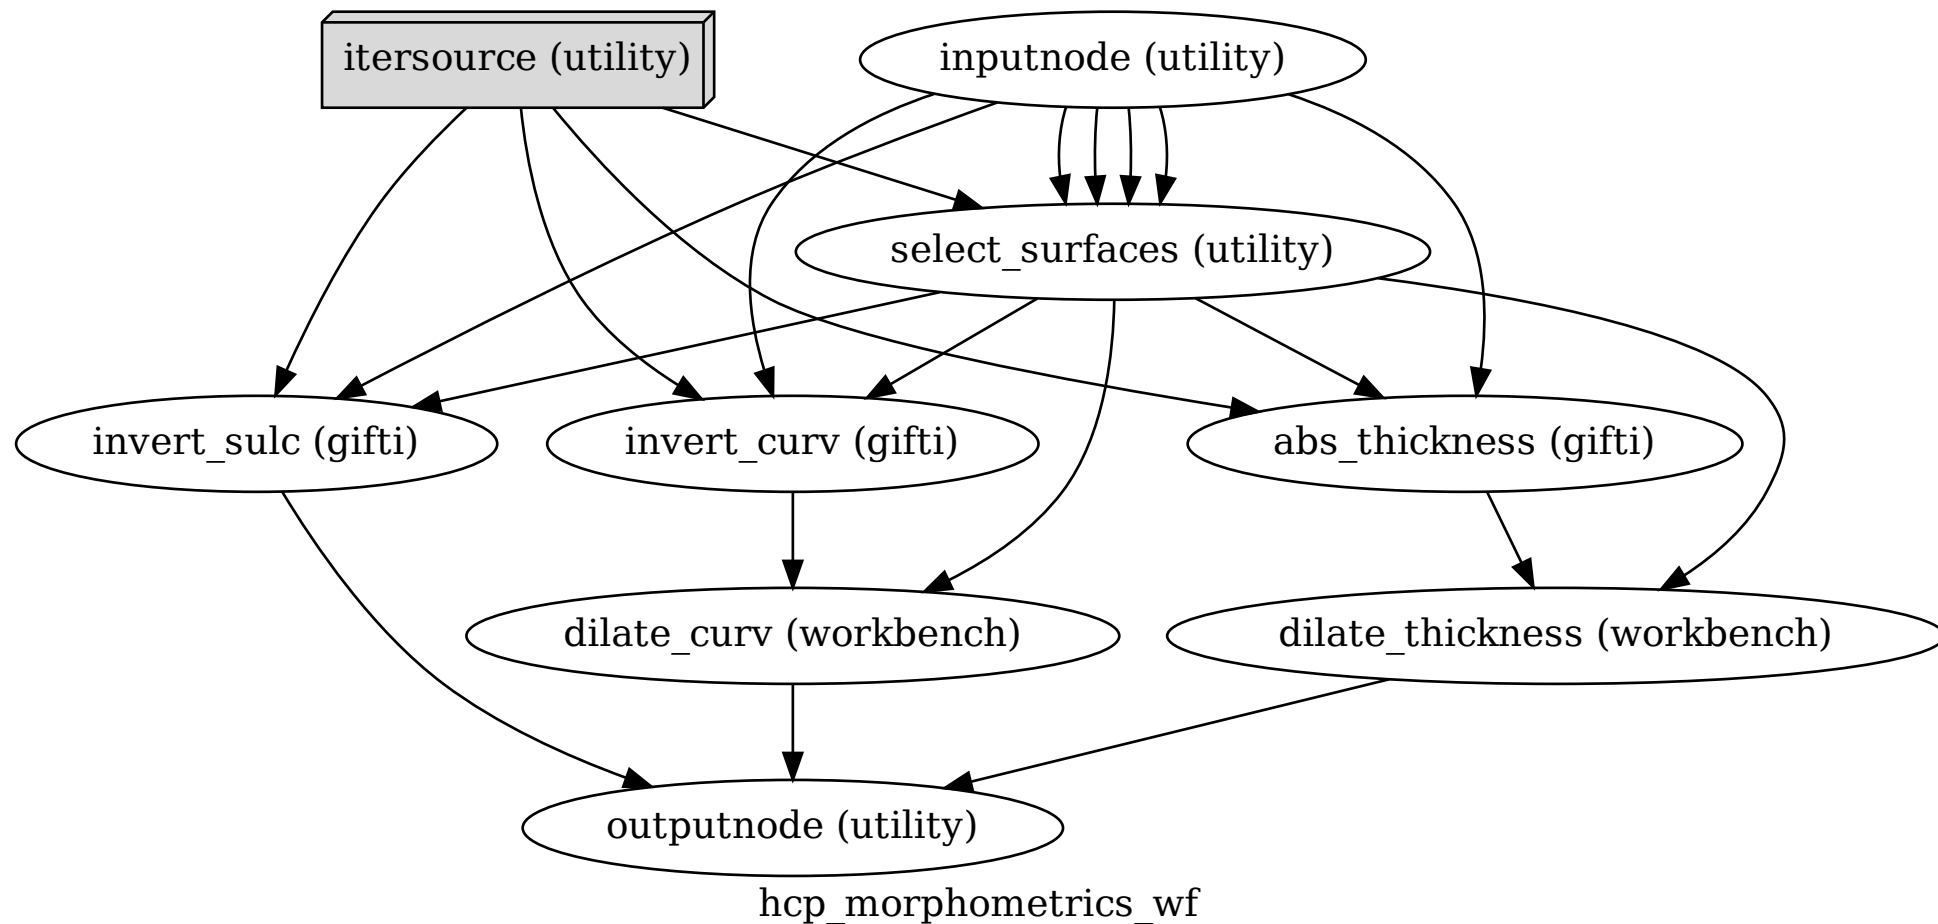 itersource (utility)
inputnode (utility)
select_surfaces (utility)
invert_sulc (gifti)
invert_curv (gifti)
abs_thickness (gifti)
dilate_curv (workbench)
dilate_thickness (workbench)
outputnode (utility)
hcp_morphometrics_wf